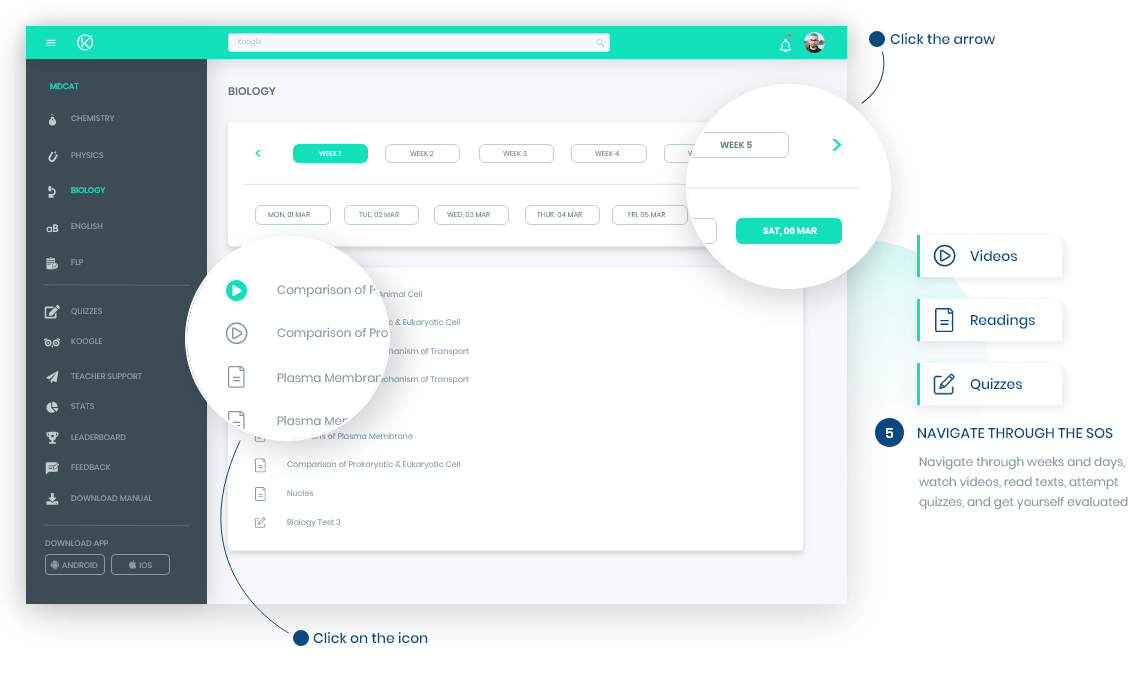 Koogle
Click the arrow
MDCAT
CHEMISTRY
PHYSICS
BIOLOGY
aB ENGLISH
FLP
QUIZZES
KOOGLE
TEACHER SUPPORT
STATS
LEADERBOARD
FEEDBACK
DOWNLOAD MANUAL
DOWNLOAD APP
ANDROID
IOS
BIOLOGY
WEEK 1
WEEK 2
WEEK 3
WEEK 4
WEEK 5
MON, 01 MAR
TUE, 02 MAR
WED, 03 MAR
THUR, 04 MAR
FRI, 05 MAR
SAT, 06 MAR
Comparison of P
Animal Cell
Comparison of Pro
c & Eukaryotic Cell
hanism of Transport
Plasma Membran
echanism of Transport
Plasma Mem
of Plasma Membrane
Comparison of Prokaryotic & Eukaryotic Cell
Nucles
Biology Test 3
Click on the icon
Videos
Readings
Quizzes
5 NAVIGATE THROUGH THE SOS
Navigate through weeks and days,
watch videos, read texts, attempt
quizzes, and get yourself evaluated